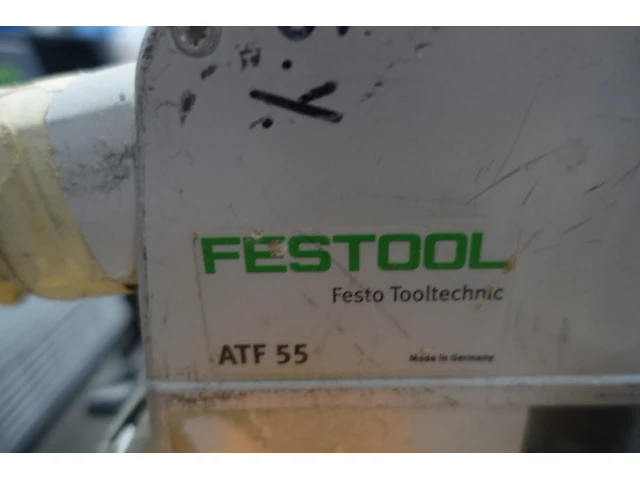 FESTOOL
Festo Tooltechnic
ATF 55
Made in Germany